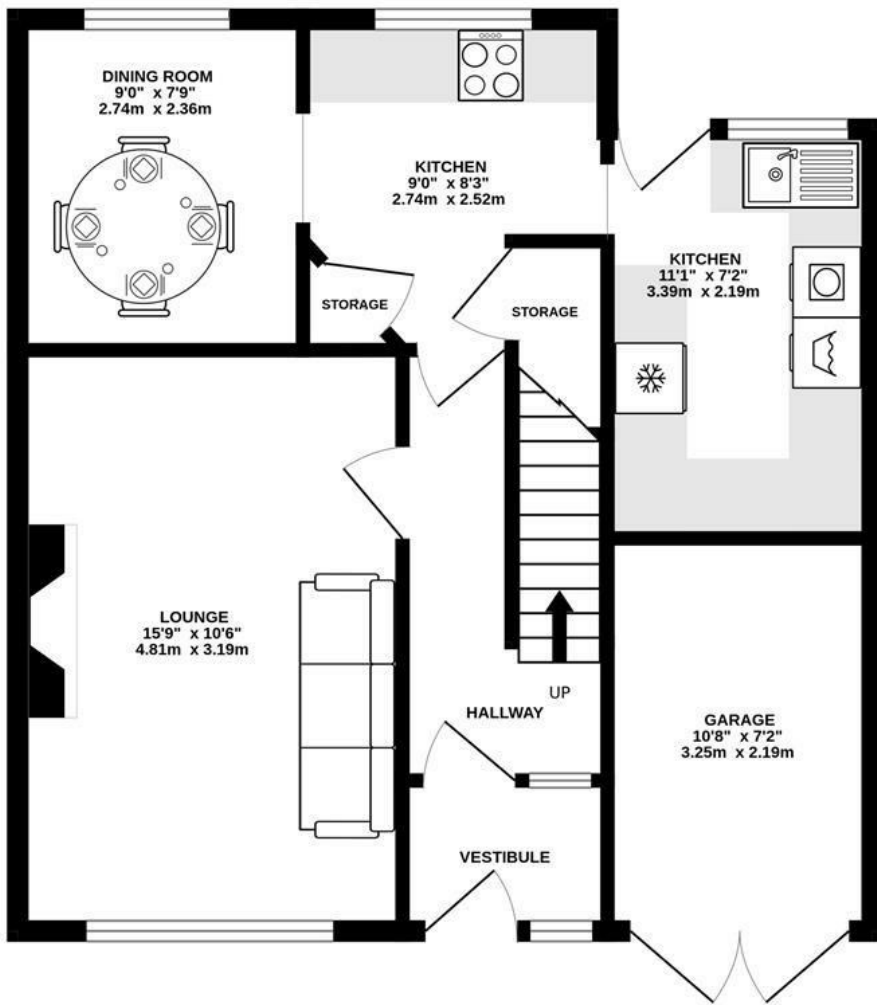 DINING ROOM
9'0" x 7'9"
2.74m x 2.36m
KITCHEN
9'0" x 8'3"
2.74m x 2.52m
KITCHEN
11'1" x 7'2"
3.39m x 2.19m
STORAGE
STORAGE
LOUNGE
15'9" x 10'6"
4.81m x 3.19m
UP
HALLWAY
GARAGE
10'8" x 7'2"
3.25m x 2.19m
VESTIBULE